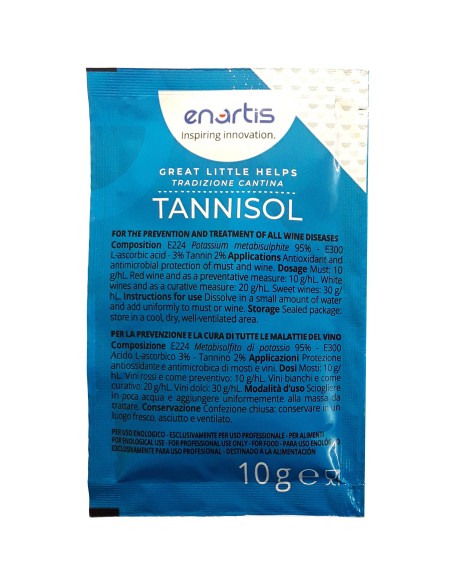 enartis
inspiring innovation.
GREAT LITTLE HELPS
TRADIZIONE CANTINA
TANNISOL
FOR THE PREVENTION AND TREATMENT OF ALL WINE DISEASES
Composition E224 Potassium metabisulphite 95% - E300
L-ascorbic acid - 3% Tannin 2% Applications Antioxidant and
antimicrobial protection of must and wine. Dosage Must: 10
g/hL. Red wine and as a preventative measure: 10 g/hL. White
wines and as a curative measure: 20 g/hL. Sweet wines: 30 g/
hL. Instructions for use Dissolve in a small amount of water
and add uniformly to must or wine. Storage Sealed package:
store in a cool, dry, well-ventilated area.
PER LA PREVENZIONE E LA CURA DI TUTTE LE MALATTIE DEL VINO
Composizione E224 Metabisolfito di potassio 95% - E300
Acido L-ascorbico 3% - Tannino 2% Applicazioni Protezione
antiossidante e antimicrobica di mosti e vini. Dosi Mosti: 10 g/
hL. Vini rossi e come preventivo: 10 g/hL. Vini bianchi e come
curativo: 20 g/hL. Vini dolci: 30 g/hL. Modalità d'uso Sciogliere
in poca acqua e aggiungere uniformemente alla massa da
trattare. Conservazione Confezione chiusa: conservare in un
luogo fresco, asciutto e ventilato.
PER USO ENOLOGICO - ESCLUSIVAMENTE PER USO PROFESSIONALE - PER ALIMENTI
FOR ENOLOGICAL USE - FOR PROFESSIONAL USE ONLY - FOR FOOD - PARA USO ENOLÓGICO
EXCLUSIVAMENTE PARA USO PROFESIONAL - DESTINADO A LA ALIMENTACIÓN
10 g e